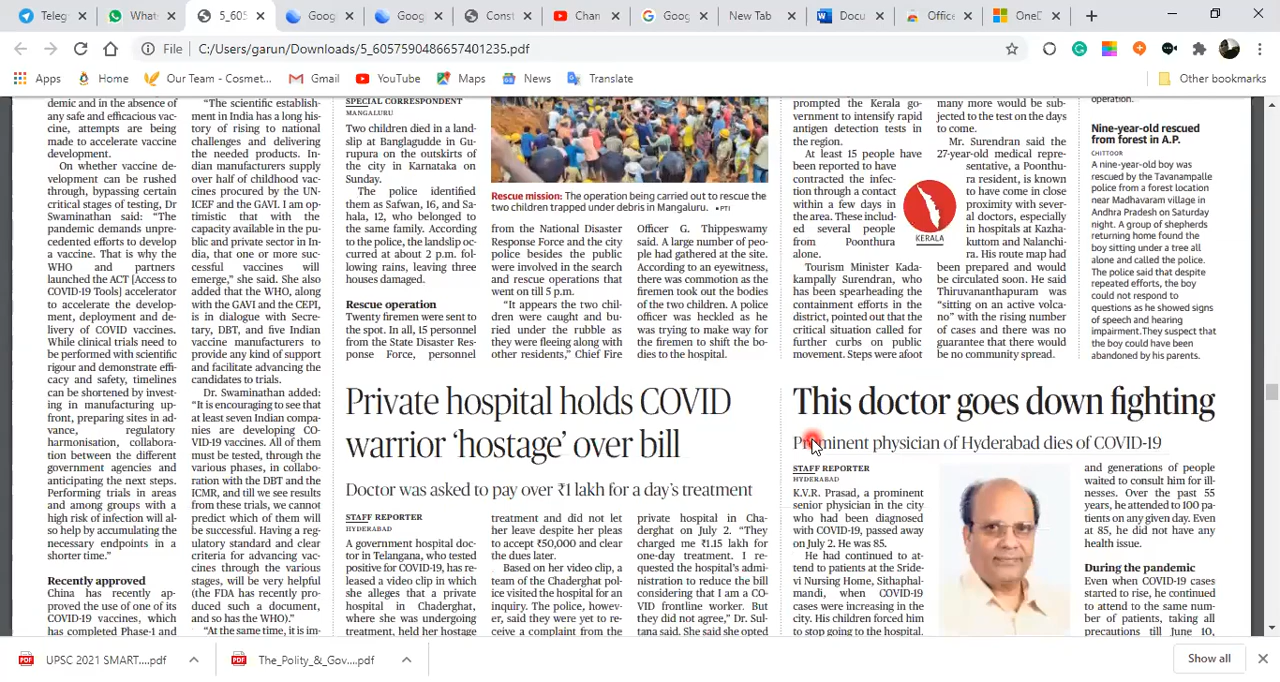 Teleg
What
5_605
Goog
Goog
Const
Chan
Goog
New Tab
Docu
Office
OneD
File
C:/Users/garun/Downloads/5_6057590486657401235.pdf
Apps
Home
Our Team - Cosmet...
Gmail
YouTube
Maps
News
Translate
Other bookmarks
demic and in the absence of
any safe and efficacious vac-
cine, attempts are being
made to accelerate vaccine
development.
On whether vaccine de-
velopment can be rushed
through, bypassing certain
critical stages of testing, Dr
Swaminathan said: “The
pandemic demands unpre-
cedented efforts to develop
a vaccine. That is why the
WHO and partners
launched the ACT [Access to
COVID-19 Tools] accelerator
to accelerate the develop-
ment, deployment and de-
livery of COVID vaccines.
While clinical trials need to
be performed with scientific
rigour and demonstrate effi-
cacy and safety, timelines
can be shortened by invest-
ing in manufacturing up-
front, preparing sites in ad-
vance, regulatory
harmonisation, collabora-
tion between the different
government agencies and
anticipating the next steps.
Performing trials in areas
and among groups with a
high risk of infection will al-
so help by accumulating the
necessary endpoints in a
shorter time.”
Recently approved
China has recently ap-
proved the use of one of its
COVID-19 vaccines, which
has completed Phase-1 and
“The scientific establish-
ment in India has a long his-
tory of rising to national
challenges and delivering
the needed products. In-
dian manufacturers supply
over half of childhood vac-
cines procured by the UN-
ICEF and the GAVI. I am op-
timistic that with the
capacity available in the pu-
blic and private sector in In-
dia, that one or more suc-
cessful vaccines will
emerge,” she said. She also
added that the WHO, along
with the GAVI and the CEPI,
is in dialogue with Secre-
tary, DBT, and five Indian
vaccine manufacturers to
provide any kind of support
and facilitate advancing the
candidates to trials.
Dr. Swaminathan added:
“It is encouraging to see that
at least seven Indian compa-
nies are developing CO-
VID-19 vaccines. All of them
must be tested, through the
various phases, in collabo-
ration with the DBT and the
ICMR, and till we see results
from these trials, we cannot
predict which of them will
be successful. Having a reg-
ulatory standard and clear
criteria for advancing vac-
cines through the various
stages, will be very helpful
(the FDA has recently pro-
duced such a document,
and so has the WHO).”
“At the same time, it is im-
SPECIAL CORRESPONDENT
MANGALURU
Two children died in a land-
slip at Banglagudde in Gu-
rupura on the outskirts of
the city in Karnataka on
Sunday.
The police identified
them as Safwan, 16, and Sa-
hala, 12, who belonged to
the same family. According
to the police, the landslip oc-
curred at about 2 p.m. fol-
lowing rains, leaving three
houses damaged.
Rescue operation
Twenty firemen were sent to
the spot. In all, 15 personnel
from the State Disaster Res-
ponse Force, personnel
Rescue mission: The operation being carried out to rescue the
two children trapped under debris in Mangaluru. •PTI
from the National Disaster
Response Force and the city
police besides the public
were involved in the search
and rescue operations that
went on till 5 p.m.
“It appears the two chil-
dren were caught and bu-
ried under the rubble as
they were fleeing along with
other residents,” Chief Fire
Officer G. Thippeswamy
said. A large number of peo-
ple had gathered at the site.
According to an eyewitness,
there was commotion as the
firemen took out the bodies
of the two children. A police
officer was heckled as he
was trying to make way for
the firemen to shift the bo-
dies to the hospital.
prompted the Kerala go-
vernment to intensify rapid
antigen detection tests in
the region.
At least 15 people have
been reported to have
contracted the infec-
tion through a contact
within a few days in
the area. These includ-
ed several people
from Poonthura
alone.
Tourism Minister Kada-
kampally Surendran, who
has been spearheading the
containment efforts in the
district, pointed out that the
critical situation called for
further curbs on public
movement. Steps were afoot
KERALA
many more would be sub-
jected to the test on the days
to come.
Mr. Surendran said the
27-year-old medical repre-
sentative, a Poonthu-
ra resident, is known
to have come in close
proximity with sever-
al doctors, especially
in hospitals at Kazha-
kuttom and Nalanchi-
ra. His route map had
been prepared and would
be circulated soon. He said
Thiruvananthapuram was
“sitting on an active volca-
no” with the rising number
of cases and there was no
guarantee that there would
be no community spread.
operation.
Nine-year-old rescued
from forest in A.P.
CHITTOOR
A nine-year-old boy was
rescued by the Tavanampalle
police from a forest location
near Madhavaram village in
Andhra Pradesh on Saturday
night. A group of shepherds
returning home found the
boy sitting under a tree all
alone and called the police.
The police said that despite
repeated efforts, the boy
could not respond to
questions as he showed signs
of speech and hearing
impairment.They suspect that
the boy could have been
abandoned by his parents.
Private hospital holds COVID
warrior ‘hostage’ over bill
Doctor was asked to pay over ₹1 lakh for a day’s treatment
STAFF REPORTER
HYDERABAD
A government hospital doc-
tor in Telangana, who tested
positive for COVID-19, has re-
leased a video clip in which
she alleges that a private
hospital in Chaderghat,
where she was undergoing
treatment, held her hostage
treatment and did not let
her leave despite her pleas
to accept ₹50,000 and clear
the dues later.
Based on her video clip, a
team of the Chaderghat pol-
ice visited the hospital for an
inquiry. The police, howev-
er, said they were yet to re-
ceive a complaint from the
private hospital in Cha-
derghat on July 2. “They
charged me ₹1.15 lakh for
one-day treatment. I re-
quested the hospital’s admi-
nistration to reduce the bill
considering that I am a CO-
VID frontline worker. But
they did not agree,” Dr. Sul-
tana said. She said she opted
This doctor goes down fighting
Prominent physician of Hyderabad dies of COVID-19
STAFF REPORTER
HYDERABAD
K.V.R. Prasad, a prominent
senior physician in the city
who had been diagnosed
with COVID-19, passed away
on July 2. He was 85.
He had continued to at-
tend to patients at the Sride-
vi Nursing Home, Sithaphal-
mandi, when COVID-19
cases were increasing in the
city. His children forced him
to stop going to the hospital.
and generations of people
waited to consult him for ill-
nesses. Over the past 55
years, he attended to 100 pa-
tients on any given day. Even
at 85, he did not have any
health issue.
During the pandemic
Even when COVID-19 cases
started to rise, he continued
to attend to the same num-
ber of patients, taking all
precautions till June 10,
UPSC 2021 SMART....pdf
The_Polity_&_Gov....pdf
Show all